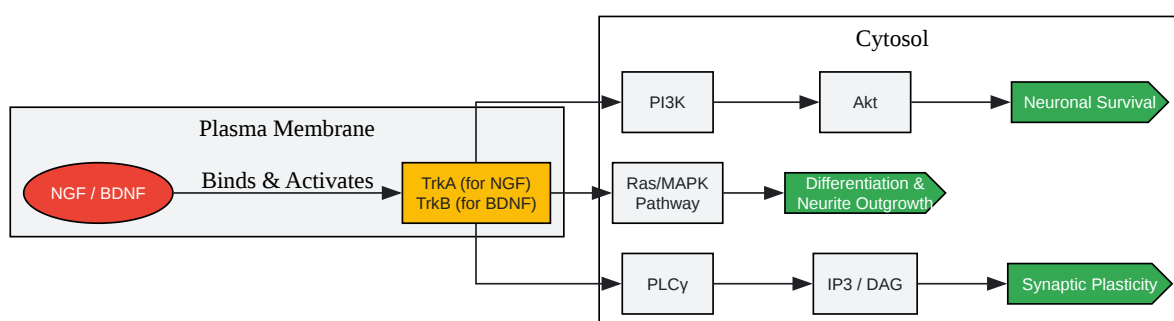 Cytosol
PI3K
Akt
Neuronal Survival
Plasma Membrane
NGF / BDNF
Binds & Activates
TrkA (for NGF)
TrkB (for BDNF)
Ras/MAPK
Pathway
Differentiation &
Neurite Outgrowth
PLCγ
IP3 / DAG
Synaptic Plasticity